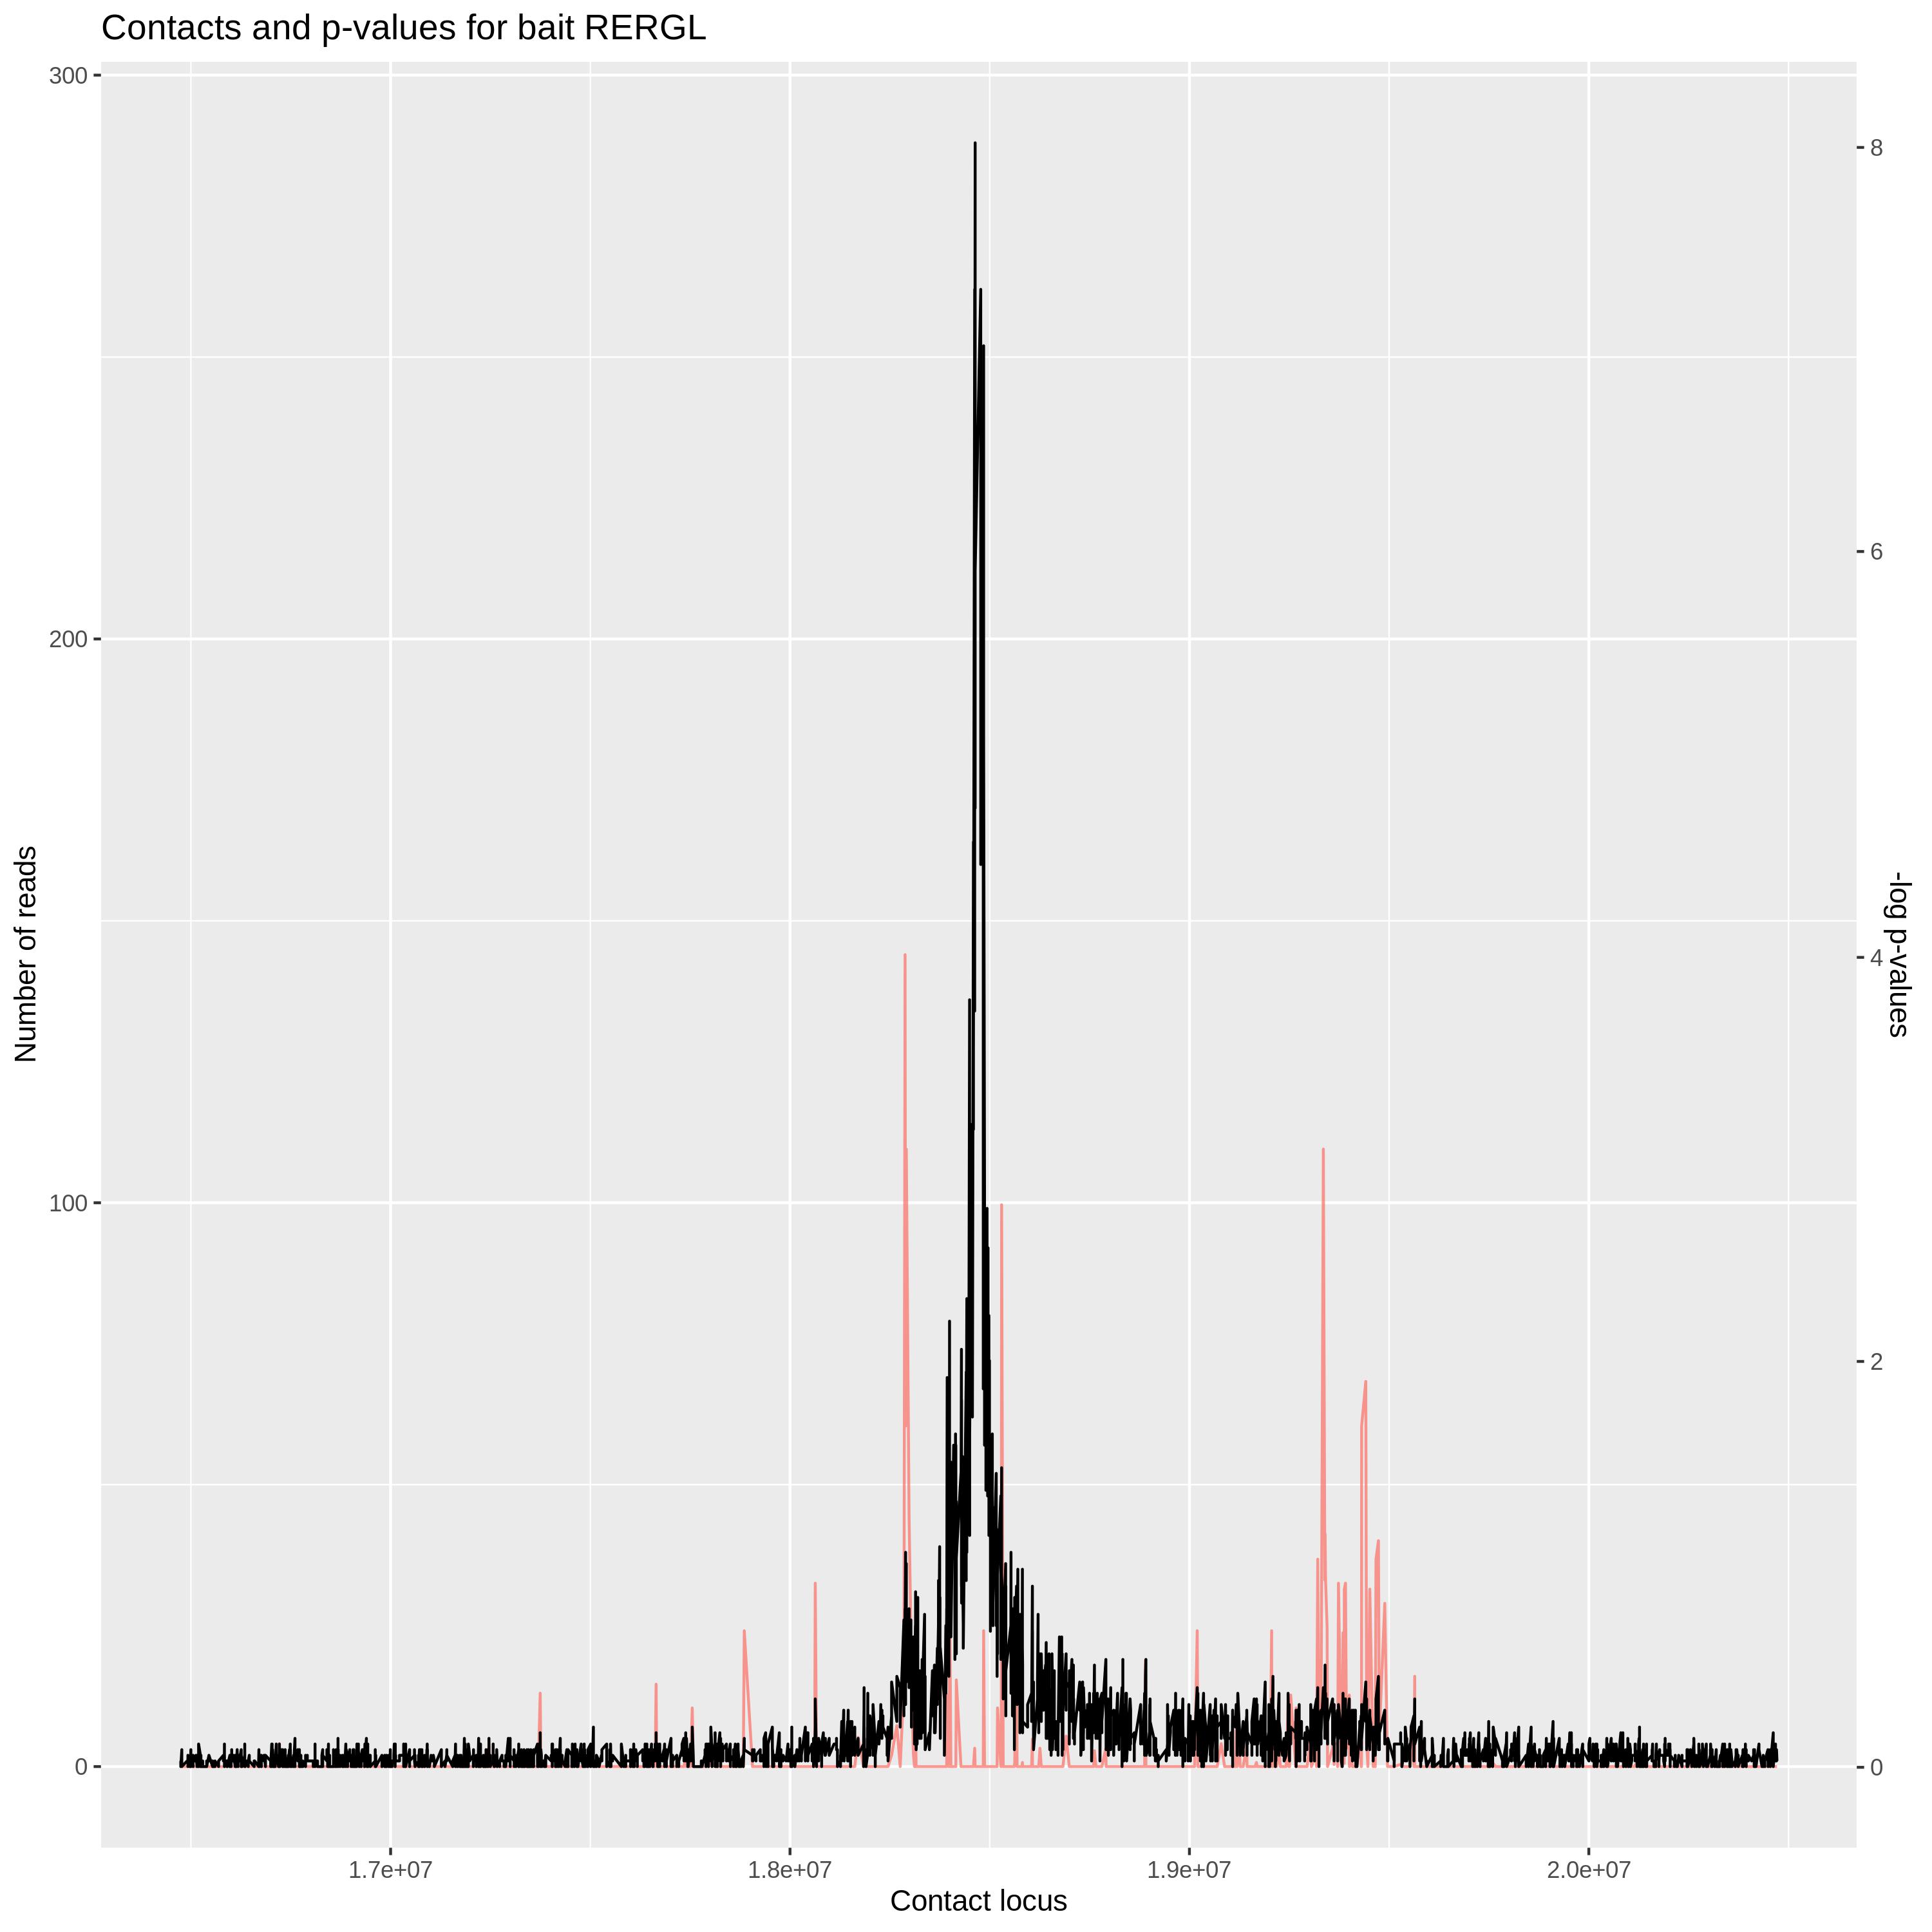 Contacts and p-values for bait RERGL
300
200
100
0
Number of reads
8
6
4
2
0
-log p-values
1.7e+07 1.8e+07 1.9e+07 2.0e+07
Contact locus